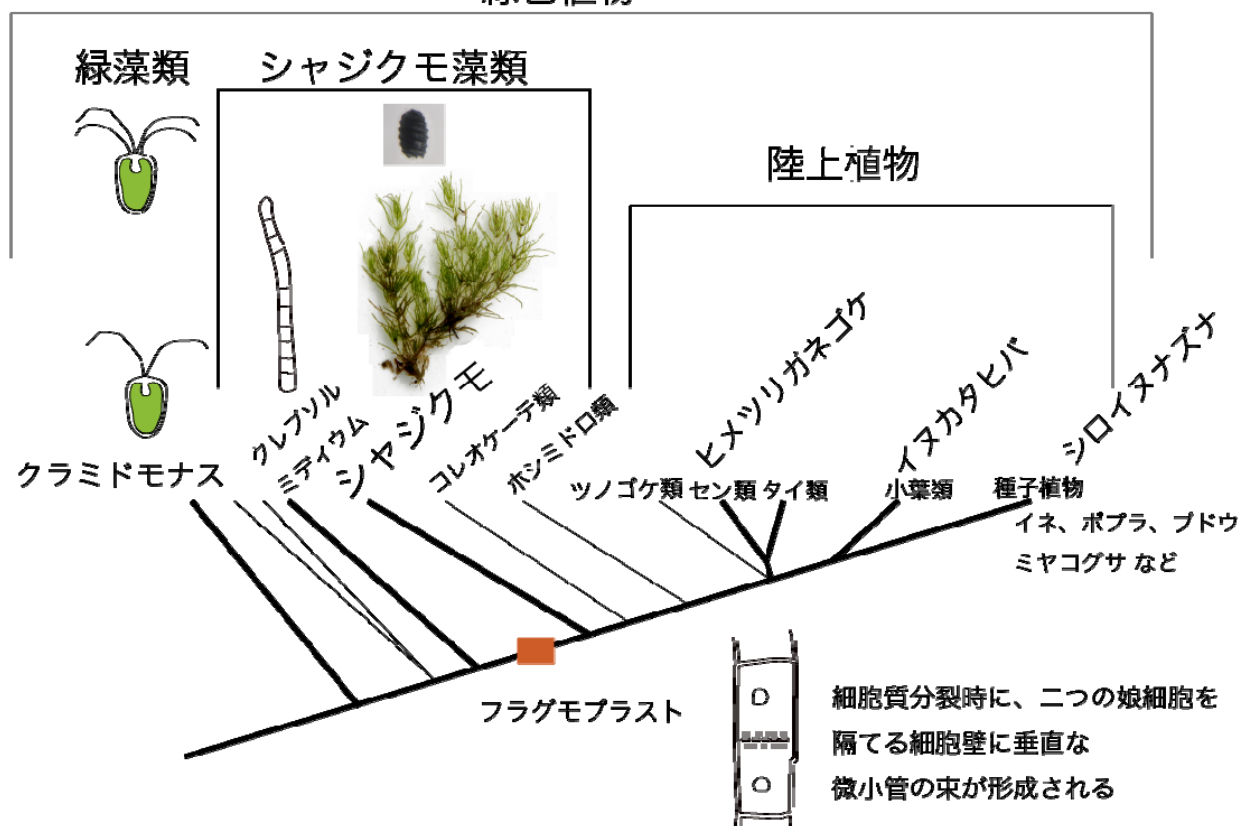 緑色植物
緑藻類
シャジクモ藻類
陸上植物
クラミドモナス
クレブソル
ミディウム
シャジクモ
コレオケーテ類
ホシミドロ類
ツノゴケ類
ヒメツリガネゴケ
セン類
タイ類
イヌカタヒバ
小葉類
シロイヌナズナ
種子植物
イネ、ポプラ、ブドウ
ミヤコグサ など
フラグモプラスト
細胞質分裂時に、二つの娘細胞を
隔てる細胞壁に垂直な
微小管の束が形成される